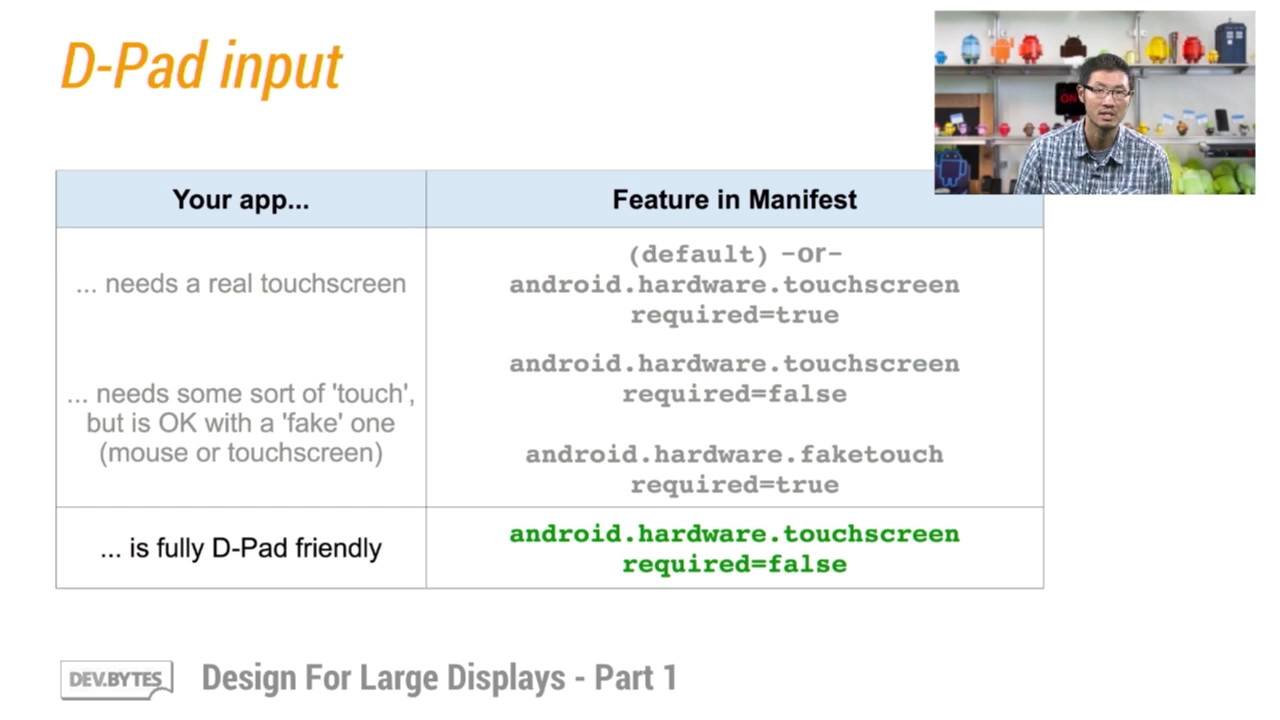 D-Pad input
ON
Your app...
Feature in Manifest
... needs a real touchscreen
(default) -or-
android.hardware.touchscreen
required=true
... needs some sort of 'touch',
but is OK with a 'fake' one
(mouse or touchscreen)
android.hardware.touchscreen
required=false
android.hardware.faketouch
required=true
... is fully D-Pad friendly
android.hardware.touchscreen
required=false
DEV.BYTES
Design For Large Displays - Part 1